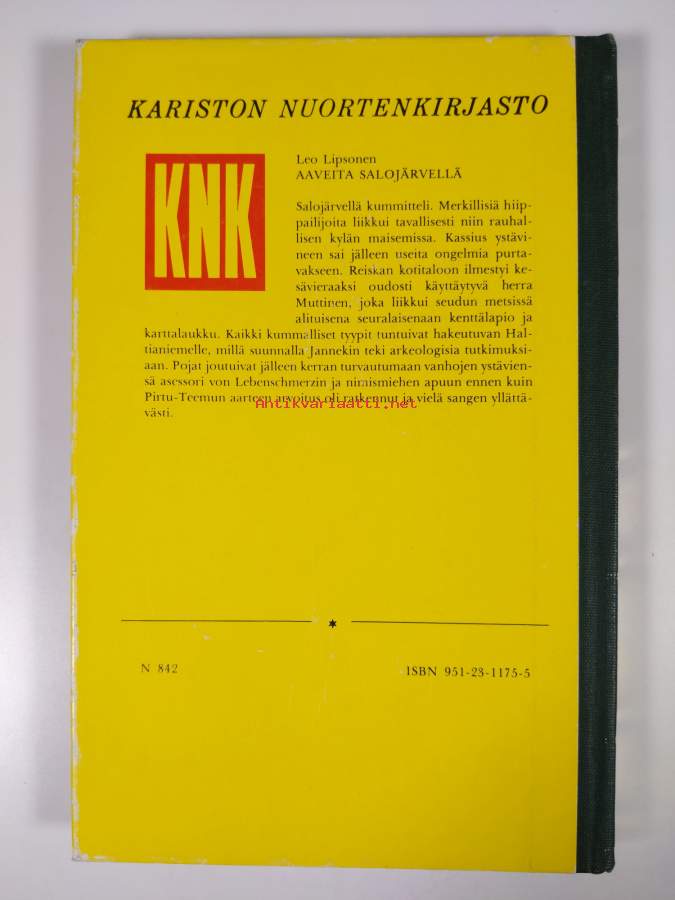 KARISTON NUORTENKIRJASTO
KNK
Leo Lipsonen
AAVEITA SALOJÄRVELLÄ
Salojärvellä kummitteli. Merkillisiä hiip-
pailijoita liikkui tavallisesti niin rauhal-
lisen kylän maisemissa. Kassius ystävi-
neen sai jälleen useita ongelmia purta-
vakseen. Reiskan kotitaloon ilmestyi ke-
sävieraaksi oudosti käyttäytyvä herra
Muttinen, joka liikkui seudun metsissä
alituisena seuralaisenaan kenttälapio ja
karttalaukku. Kaikki kummalliset tyypit tuntuivat hakeutuvan Hal-
tianiemelle, millä suunnalla Jannekin teki arkeologisia tutkimuksi-
aan. Pojat joutuivat jälleen kerran turvautumaan vanhojen ystävien-
sä asessori von Lebenschmerzin ja nimismiehen apuun ennen kuin
Pirtu-Teemun aarteen arvoitus oli ratkennut ja vielä sangen yllättä-
västi.
Antikvariaatti.net
N 842
ISBN 951-23-1175-5